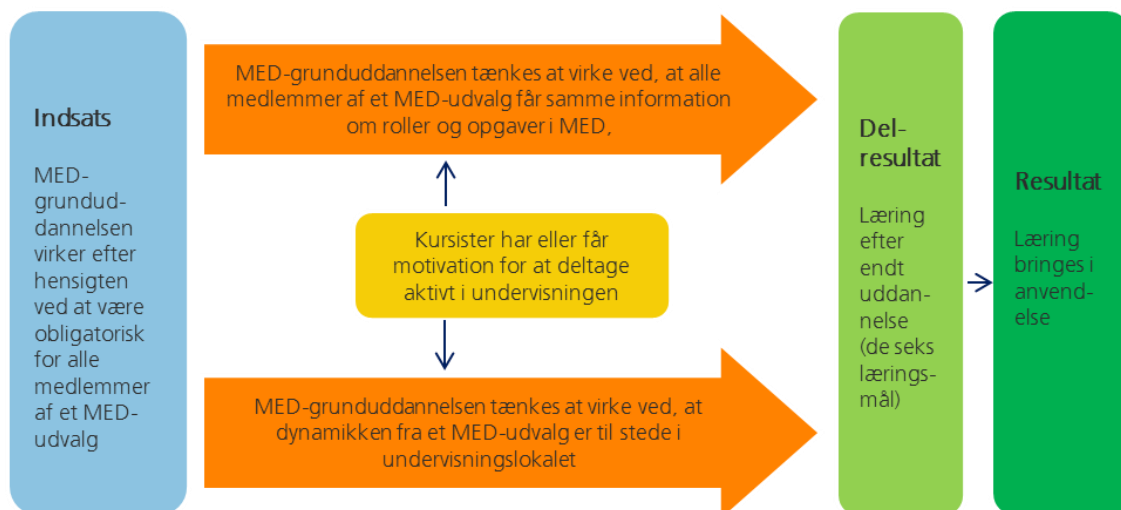 Indsats
MED-
grundud-
dannelsen
virker efter
hensigten
ved at være
obligatorisk
for alle
medlemmer
af et MED-
udvalg
MED-grunduddannelsen tænkes at virke ved, at alle
medlemmer af et MED-udvalg får samme information
om roller og opgaver i MED,
Kursister har eller får
motivation for at deltage
aktivt i undervisningen
MED-grunduddannelsen tænkes at virke ved, at
dynamikken fra et MED-udvalg er til stede i
undervisningslokalet
Del-
resultat
Læring
efter
endt
uddan-
nelse
(de seks
lærings-
mål)
Resultat
Læring
bringes i
anvend-
else